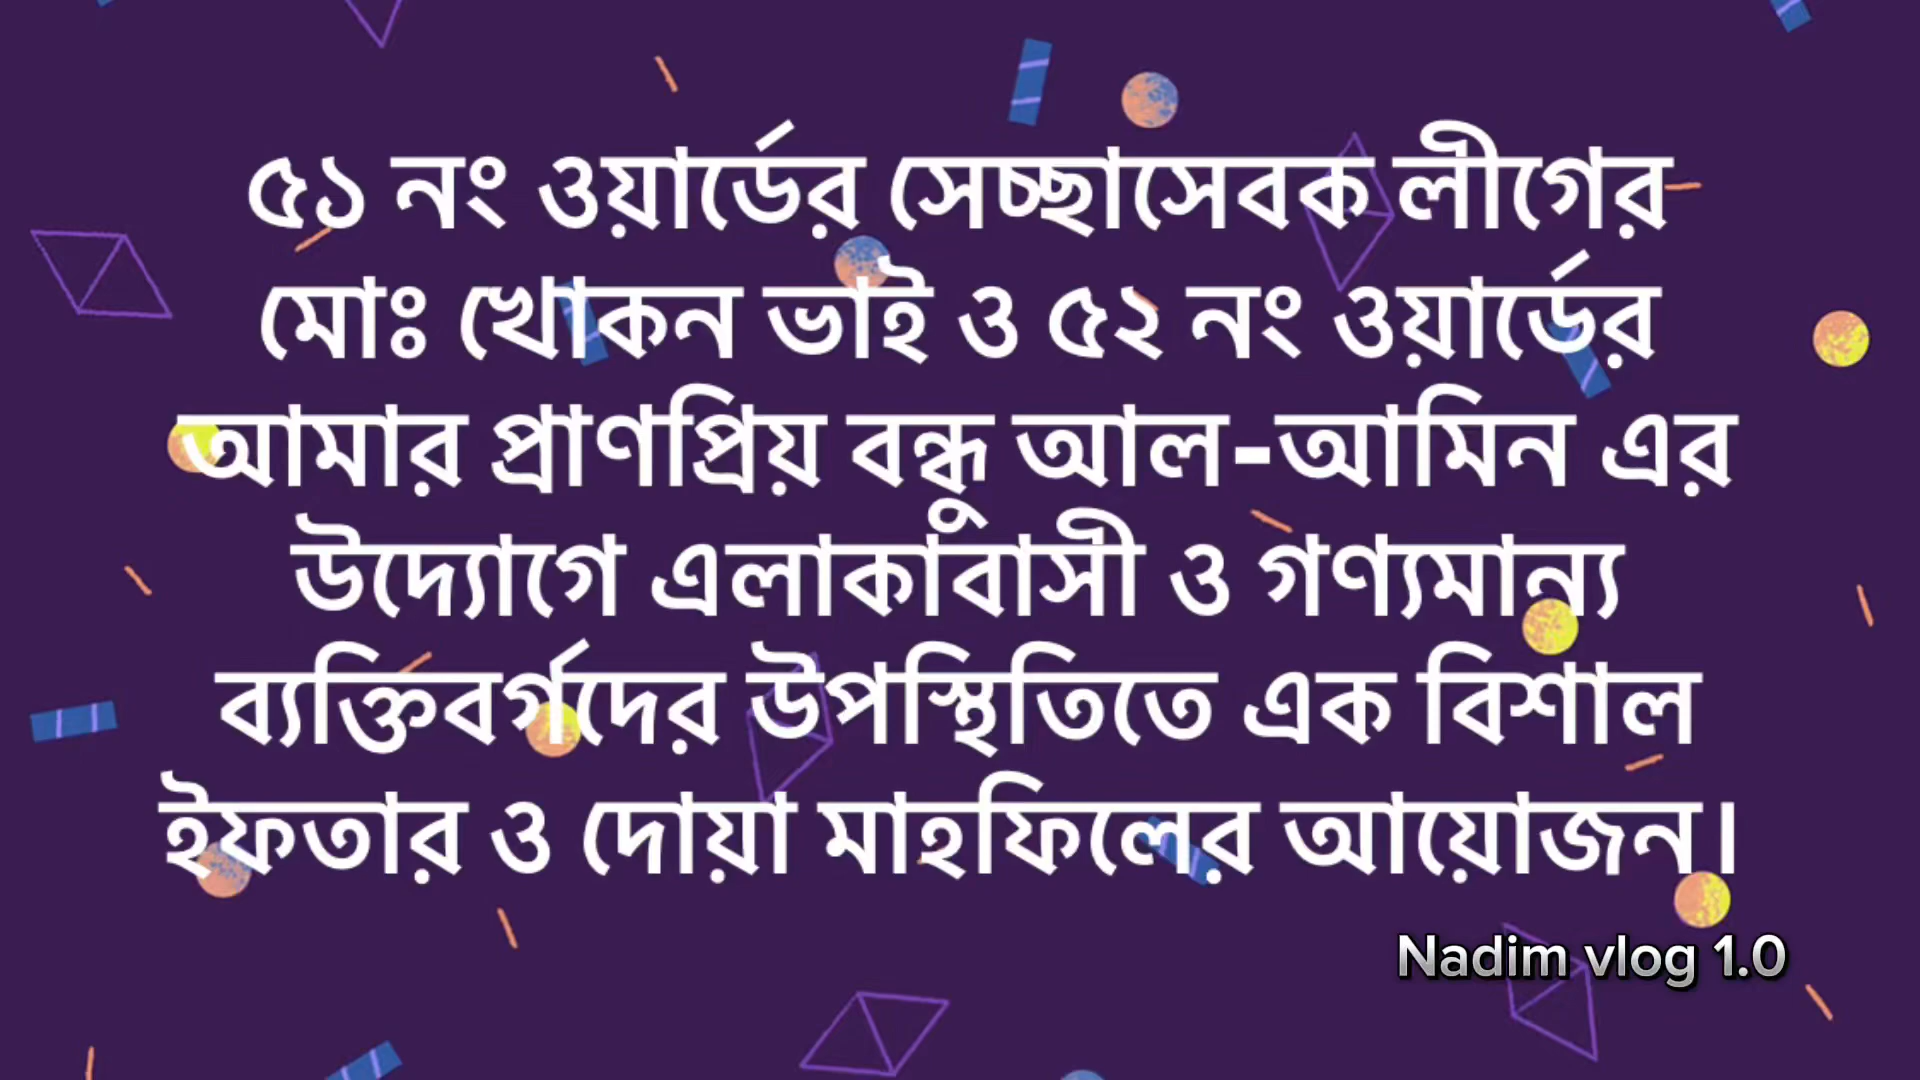 ৫১ নং ওয়ার্ডের সেচ্ছাসেবক লীগের
মোঃ খোকন ভাই ও ৫২ নং ওয়ার্ডের
আমার প্রাণপ্রিয় বন্ধু আল-আমিন এর
উদ্যোগে এলাকাবাসী ও গণ্যমান্য
ব্যক্তিবর্গদের উপস্থিতিতে এক বিশাল
ইফতার ও দোয়া মাহফিলের আয়োজন।
Nadim vlog 1.0